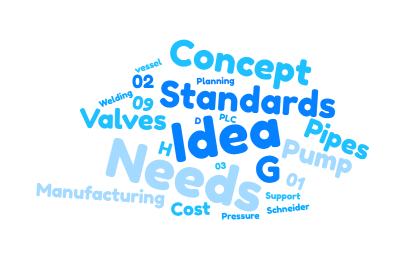 Concept
vessel
02
Planning
Welding
09
Standards
Valves
D
PLC
Idea
Pipes
H
Pump
Needs
03
G
01
Manufacturing
Support
Cost
Pressure
Schneider